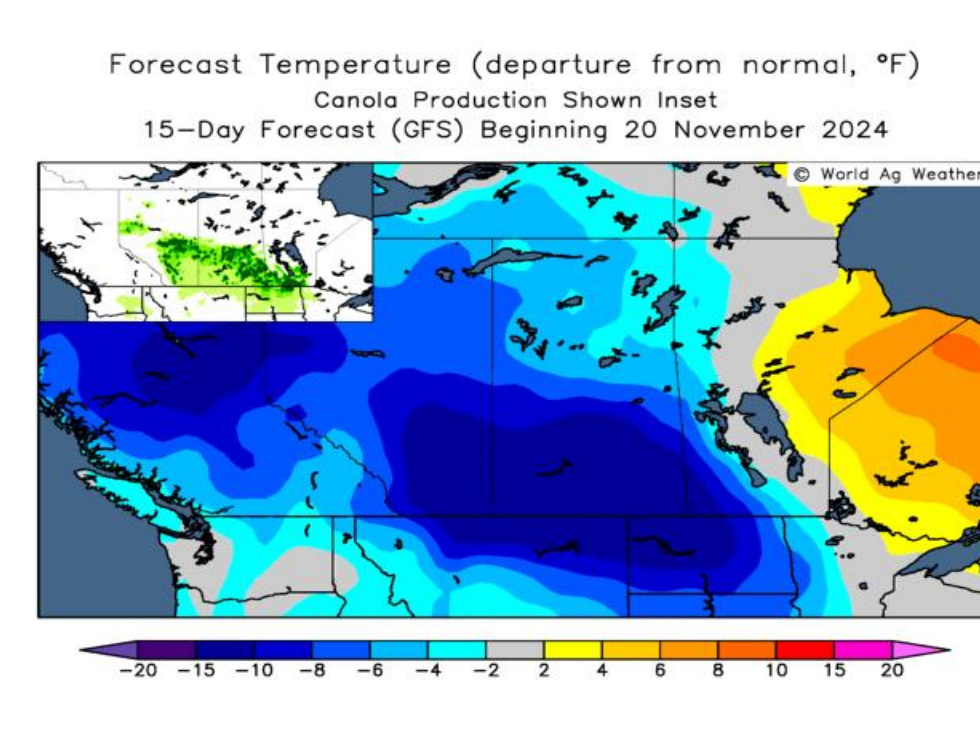 Forecast Temperature (departure from normal, °F)
Canola Production Shown Inset
15-Day Forecast (GFS) Beginning 20 November 2024
© World Ag Weather
-20 -15 -10 -8 -6 -4 -2 2 4 6 8 10 15 20